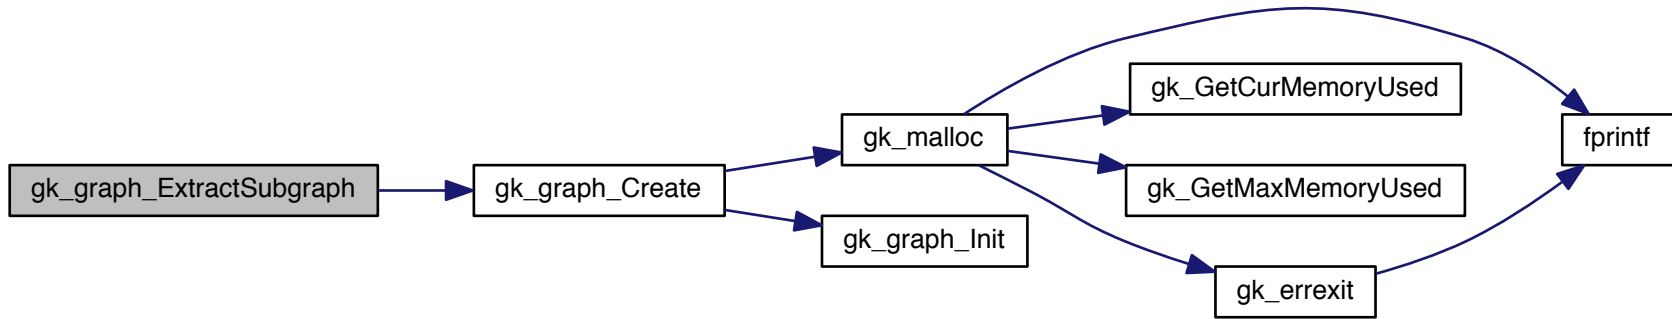 gk_graph_ExtractSubgraph
gk_graph_Create
gk_malloc
gk_graph_Init
gk_GetCurMemoryUsed
gk_GetMaxMemoryUsed
gk_errexit
fprintf